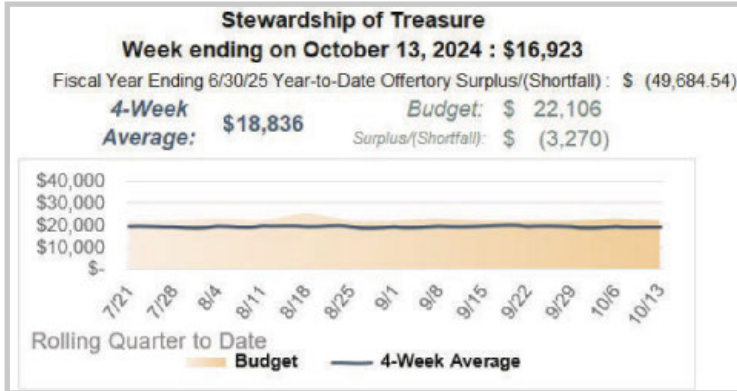 Stewardship of Treasure
Week ending on October 13, 2024 : $16,923
Fiscal Year Ending 6/30/25 Year-to-Date Offertory Surplus/(Shortfall) : $ (49,684.54)
4-Week Average: $18,836
Budget: $ 22,106
Surplus/(Shortfall): $ (3,270)
$40,000
$30,000
$20,000
$10,000
$-
7/21 7/28 8/4 8/11 8/18 8/25 9/1 9/8 9/15 9/22 9/29 10/6 10/13
Rolling Quarter to Date
Budget 4-Week Average